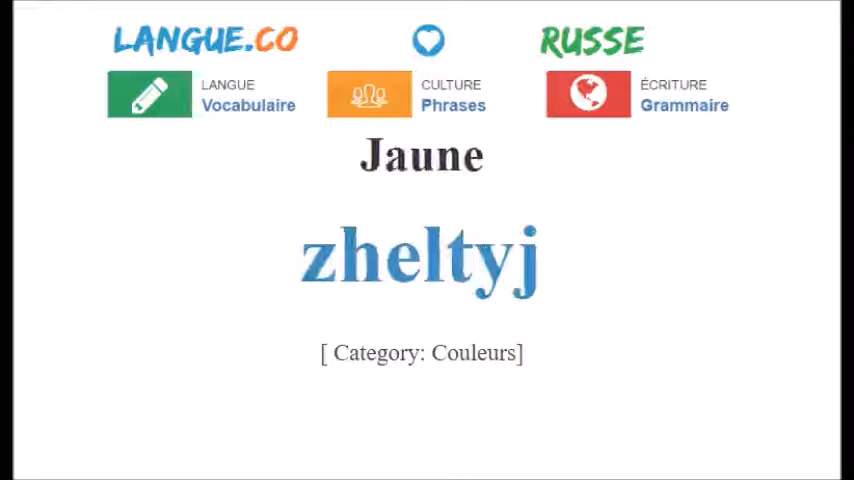 LANGUE.CO RUSSE
LANGUE
Vocabulaire
CULTURE
Phrases
ÉCRITURE
Grammaire
Jaune
zheltyj
[ Category: Couleurs]